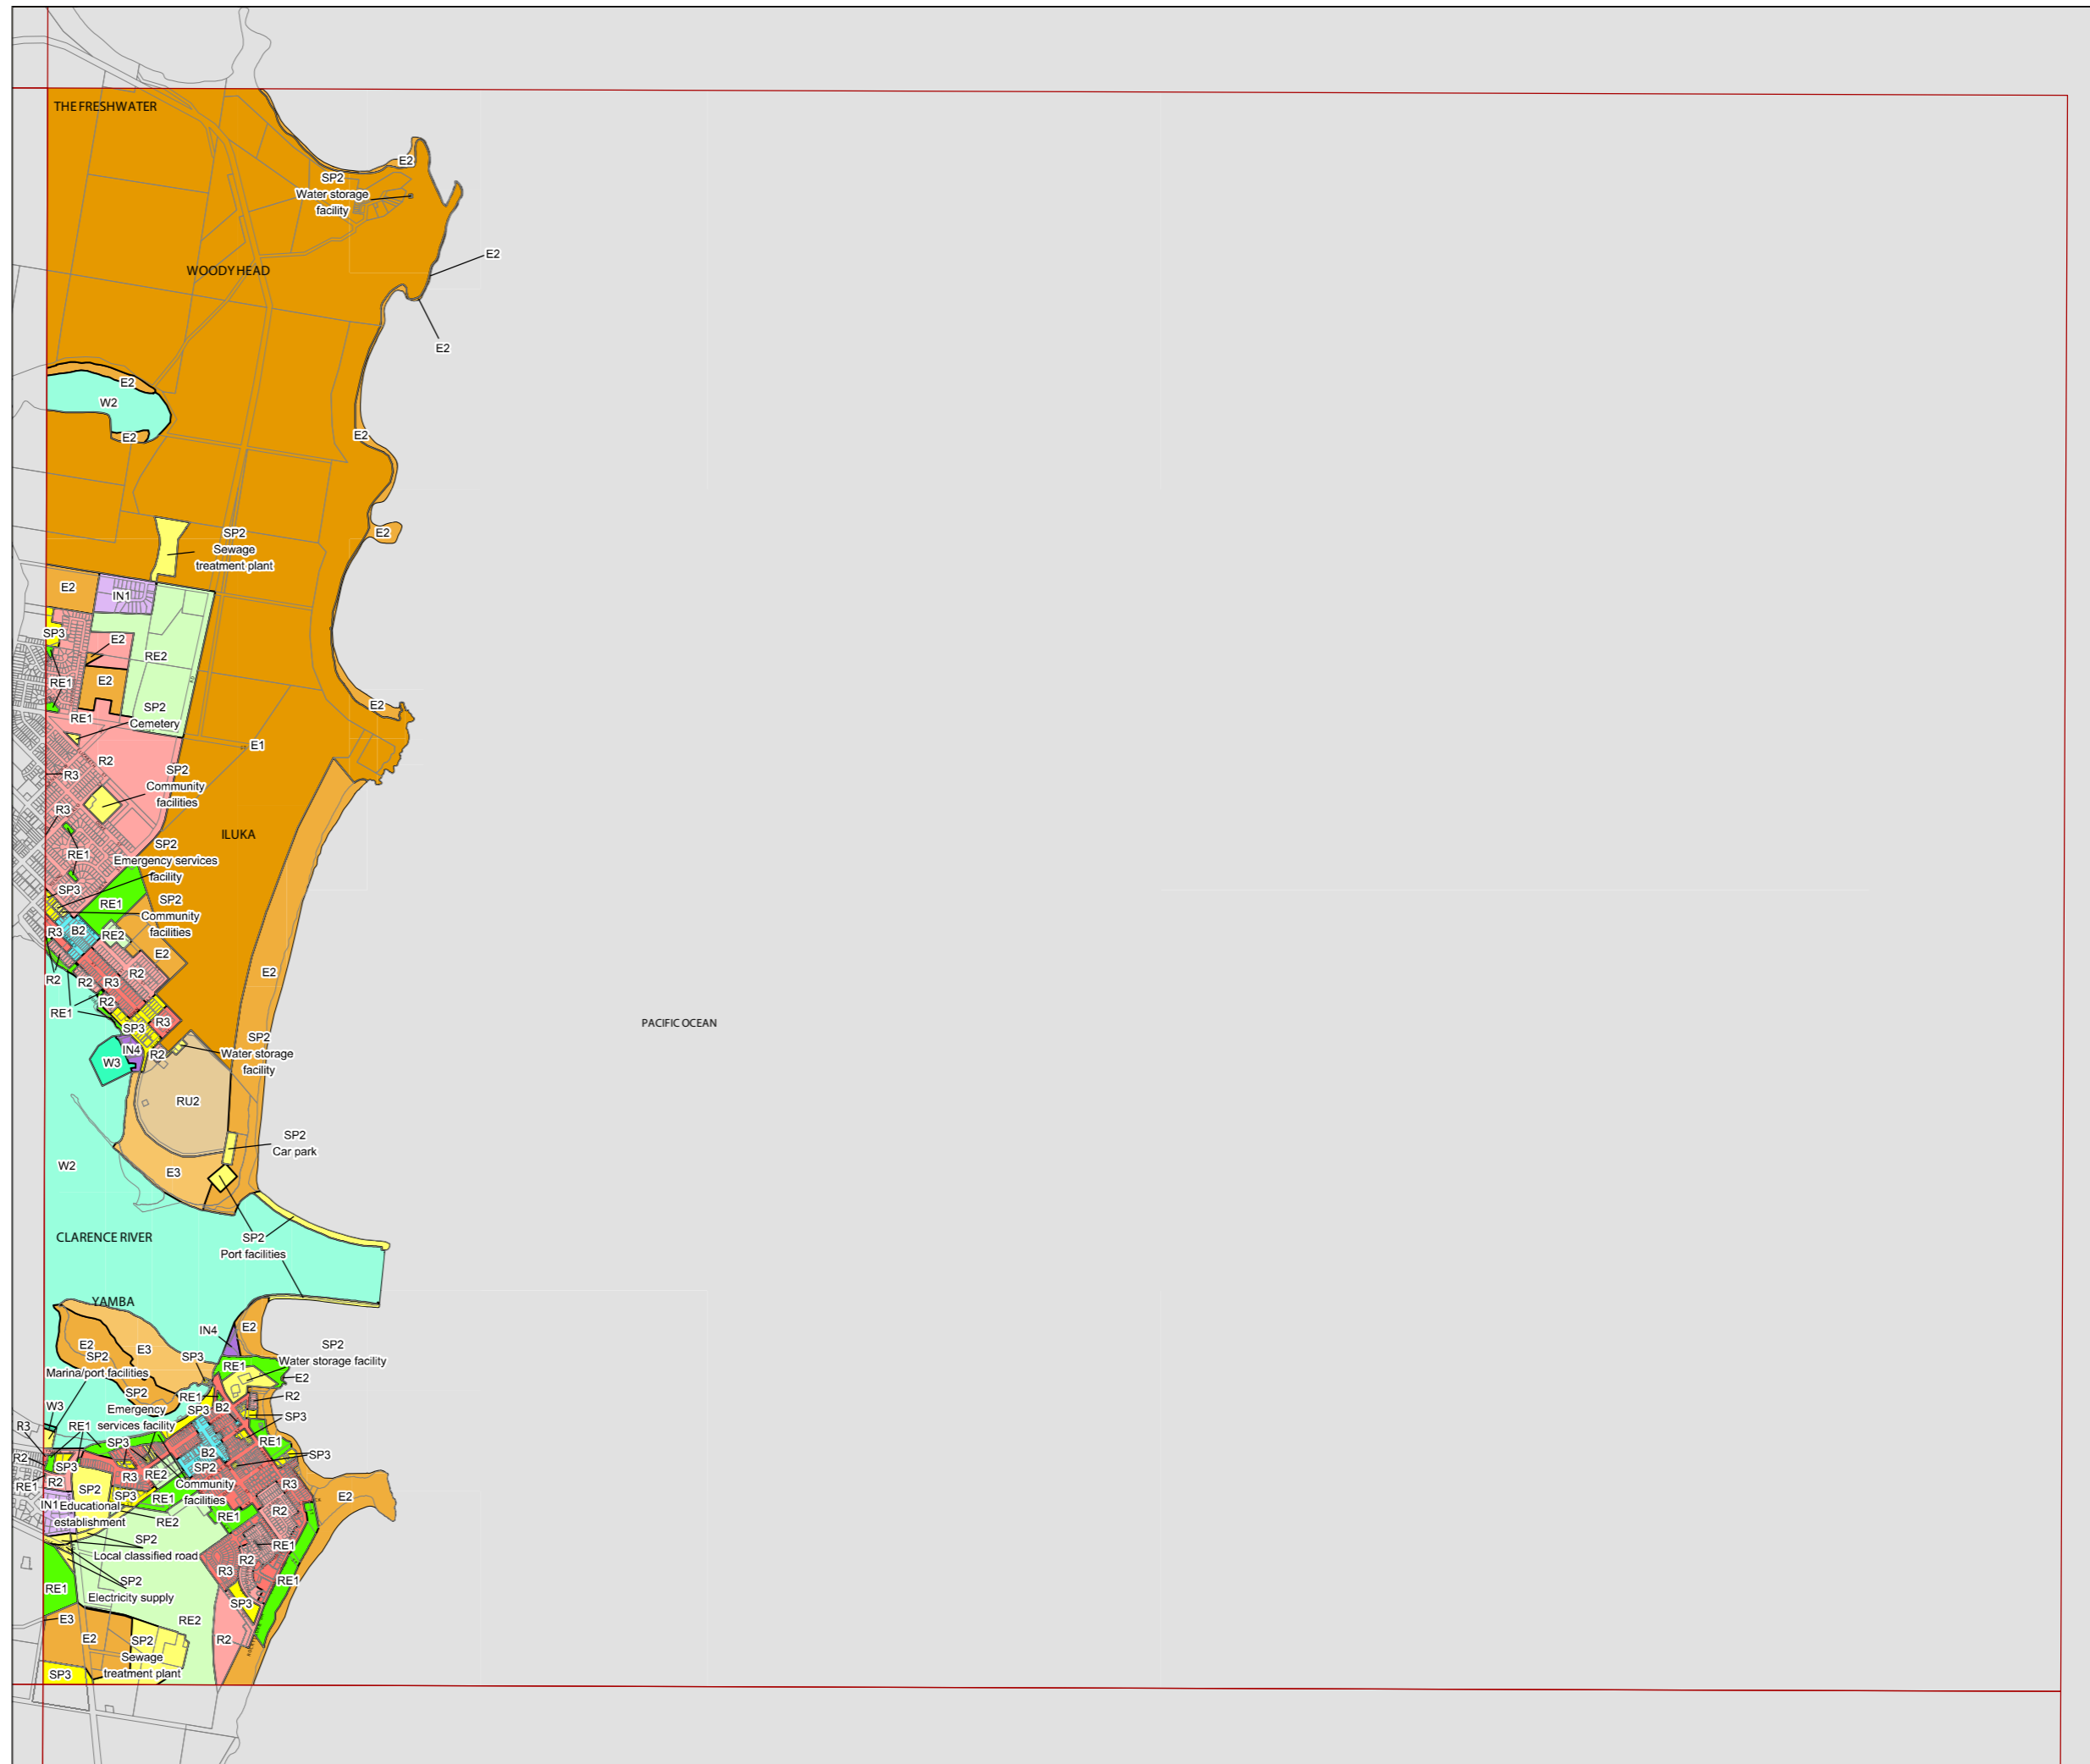 THE FRESHWATER
E2
SP2
Water storage
facility
E2
WOODY HEAD
E2
E2
W2
E2
E2
E2
SP2
Sewage
treatment plant
E2
IN1
SP3
E2
RE2
E2
RE1
E2
SP2
RE1
Cemetery
E1
R2
SP2
R3
Community
facilities
R3
ILUKA
SP2
RE1
Emergency services
facility
SP3
SP2
RE1
Community
facilities
B2
R3
RE2
E2
E2
R2
R2
R2
R3
R2
RE1
R3
SP3
SP2
IN4
R2
Water storage
W3
facility
RU2
SP2
Car park
W2
E3
CLARENCE RIVER
SP2
Port facilities
PACIFIC OCEAN
YAMBA
E2
IN4
E2
E3
SP2
SP2
SP3
Water storage facility
RE1
Marina/port facilities
E2
SP2
RE1
R2
W3
Emergency
SP3
B2
SP3
R3
RE1
services facility
RE1
SP3
B2
SP3
R2
SP3
SP2
R3
RE2
R2
Community
R3
RE1
SP2
SP3
RE1
facilities
E2
IN1
Educational
R2
establishment
RE2
RE1
SP2
RE1
Local classified road
R2
R3
SP2
RE1
RE1
Electricity supply
SP3
E3
RE2
E2
SP2
R2
Sewage
SP3
treatment plant